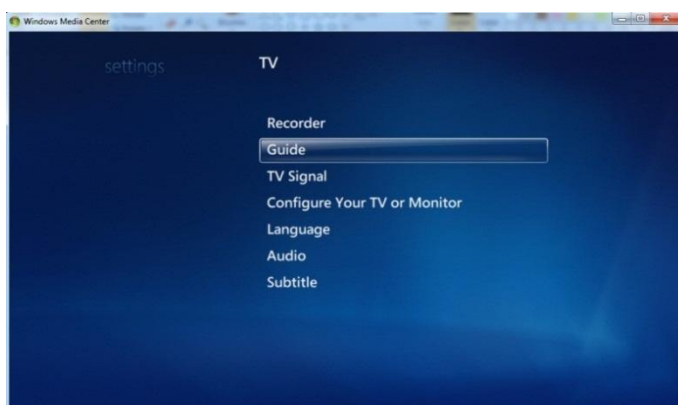 Windows Media Center
settings
TV
Recorder
Guide
TV Signal
Configure Your TV or Monitor
Language
Audio
Subtitle